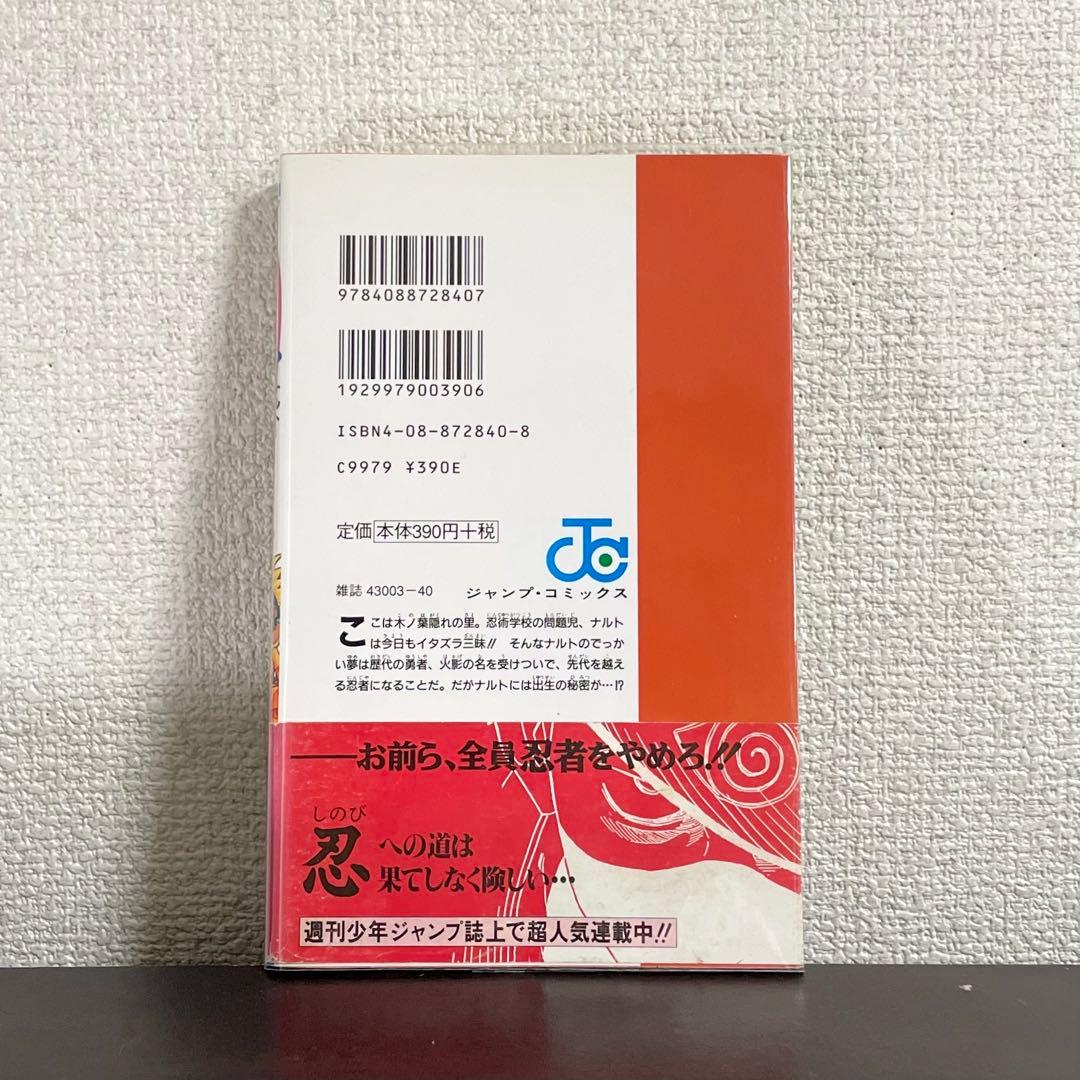 9784088728407
1929979003906
ISBN4-08-872840-8
C9979 ¥390E
定価 本体390円+税
雑誌 43003-40
ジャンプ・コミックス
ここは木ノ葉隠れの里。忍術学校の問題児、ナルト
は今日もイタズラ三昧!! そんなナルトのでっか
い夢は歴代の勇者、火影の名を受けついで、先代を越え
る忍者になることだ。だがナルトには出生の秘密が…!?
——お前ら、全員忍者をやめろ!!
しのび
忍への道は
果てしなく険しい…
週刊少年ジャンプ誌上で超人気連載中!!